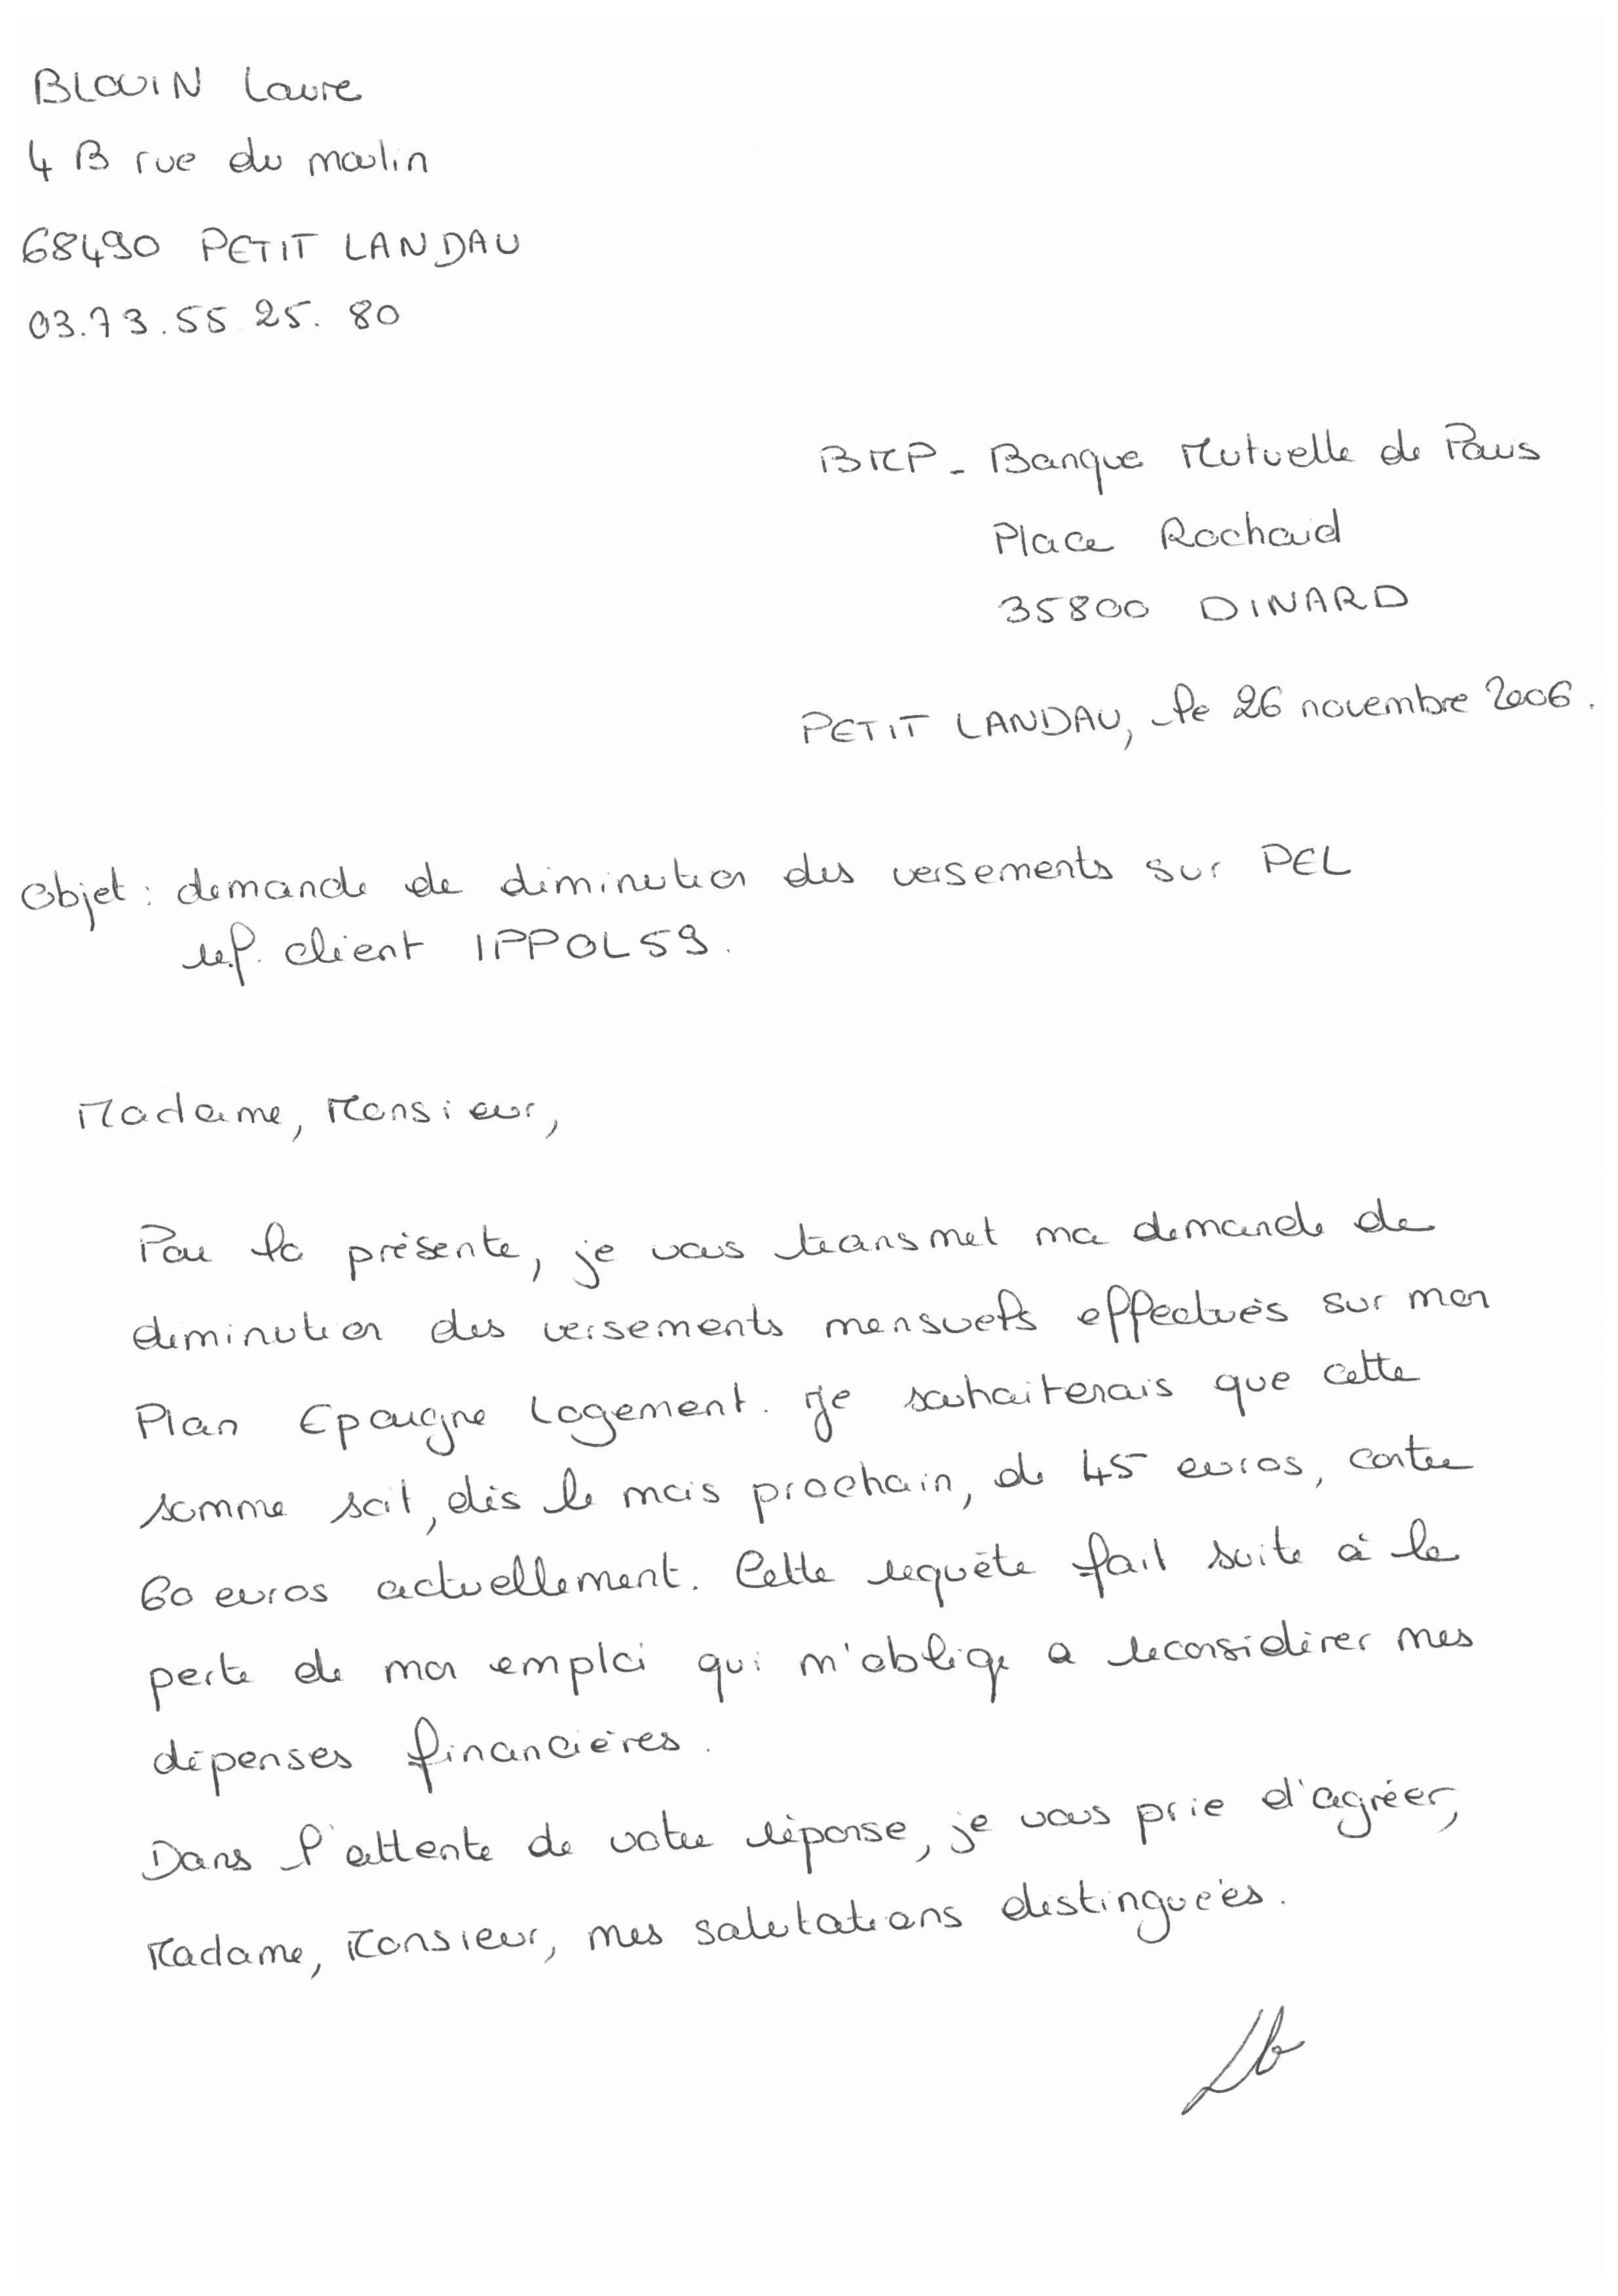 BLOUIN Laure
4 B rue du moulin
68490 PETIT LANDAU
03.73.55 25. 80
BMP - Banque Mutuelle de Paris
Place Rochaid
35800 DINARD
PETIT LANDAU, le 26 novembre 2006.
Objet : demande de diminution des versements sur PEL
réf. client IPPOL59.
Madame, Monsieur,
Par la présente, je vous transmet ma demande de
diminution des versements mensuels effectués sur mon
Plan Epargne Logement. Je souhaiterais que cette
somme soit, dès le mois prochain, de 45 euros, contre
60 euros actuellement. Cette requête fait suite à la
perte de mon emploi qui m'oblige a reconsidérer mes
dépenses financières.
Dans l'attente de votre réponse, je vous prie d'agréer,
Madame, Monsieur, mes salutations distinguées.